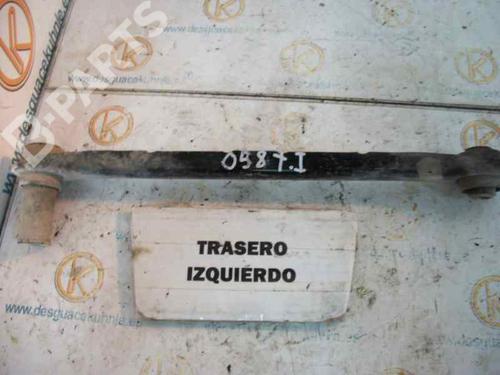 B-PARTS
0587.I
TRASERO
IZQUIERDO
www.desguacekuhnle.es